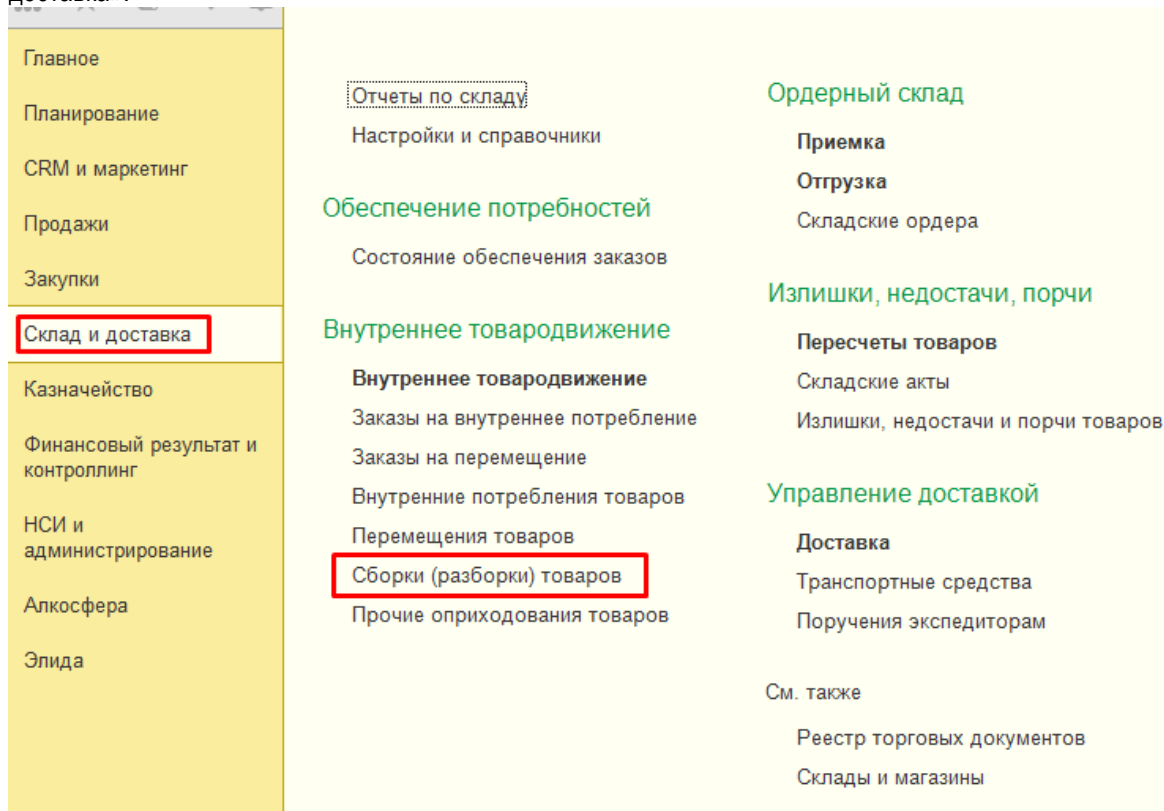 доставка".
Главное
Планирование
CRM и маркетинг
Продажи
Закупки
Склад и доставка
Казначейство
Финансовый результат и
контроллинг
НСИ и
администрирование
Алкосфера
Элида
Отчеты по складу
Настройки и справочники
Обеспечение потребностей
Состояние обеспечения заказов
Внутреннее товародвижение
Внутреннее товародвижение
Заказы на внутреннее потребление
Заказы на перемещение
Внутренние потребления товаров
Перемещения товаров
Сборки (разборки) товаров
Прочие оприходования товаров
Ордерный склад
Приемка
Отгрузка
Складские ордера
Излишки, недостачи, порчи
Пересчеты товаров
Складские акты
Излишки, недостачи и порчи товаров
Управление доставкой
Доставка
Транспортные средства
Поручения экспедиторам
См. также
Реестр торговых документов
Склады и магазины